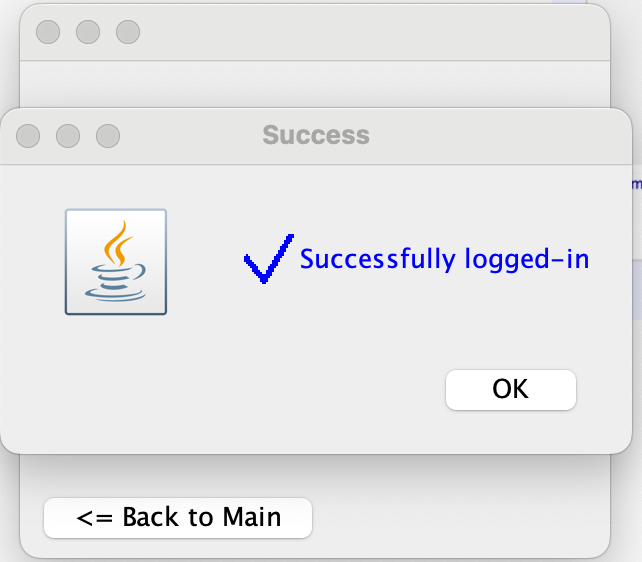 Success
Successfully logged-in
OK
<= Back to Main